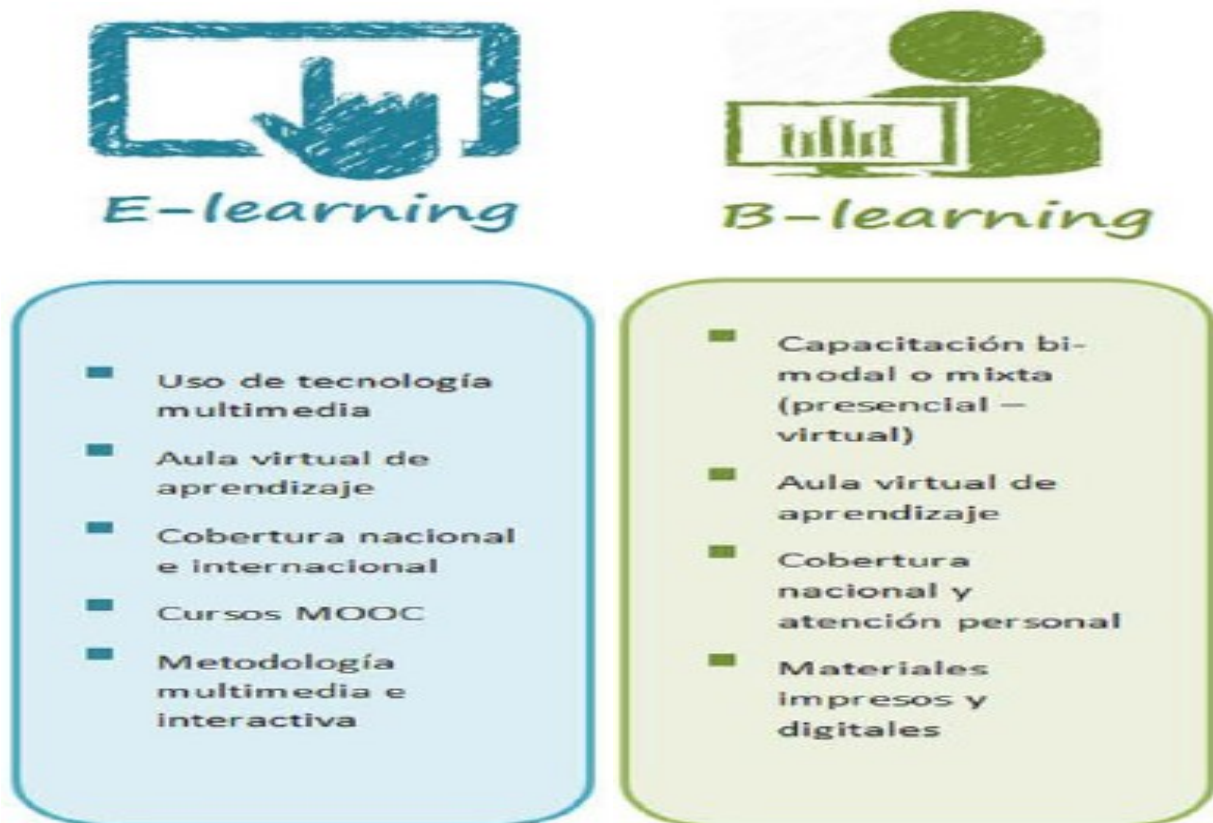 E-learning
Uso de tecnología
multimedia
Aula virtual de
aprendizaje
Cobertura nacional
e internacional
Cursos MOOC
Metodología
multimedia e
interactiva
B-learning
Capacitación bi-
modal o mixta
(presencial –
virtual)
Aula virtual de
aprendizaje
Cobertura
nacional y
atención personal
Materiales
impresos y
digitales